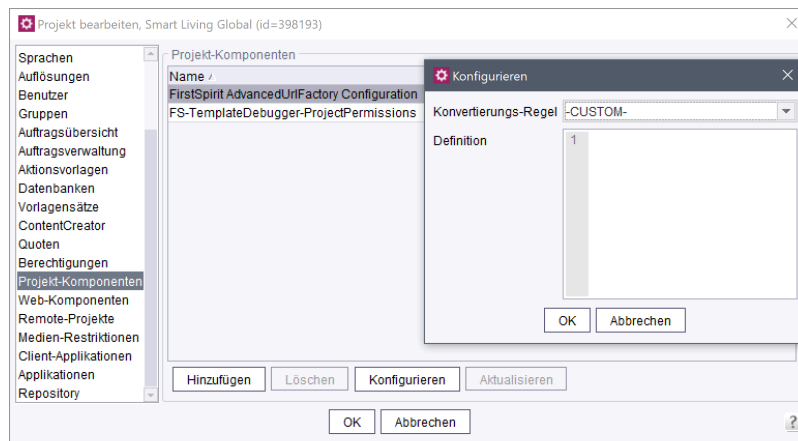 Projekt bearbeiten, Smart Living Global (id=398193)
Sprachen
Auflösungen
Benutzer
Gruppen
Auftragsübersicht
Auftragsverwaltung
Aktionsvorlagen
Datenbanken
Vorlagensätze
ContentCreator
Quoten
Berechtigungen
Projekt-Komponenten
Web-Komponenten
Remote-Projekte
Medien-Restriktionen
Client-Applikationen
Applikationen
Repository
Projekt-Komponenten
Name
FirstSpirit AdvancedUrlFactory Configuration
FS-TemplateDebugger-ProjectPermissions
Konfigurieren
Konvertierungs-Regel -CUSTOM-
Definition 1
OK Abbrechen
Hinzufügen Löschen Konfigurieren Aktualisieren
OK Abbrechen ?